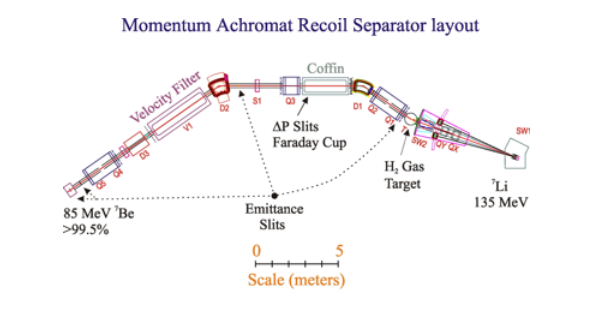 Momentum Achromat Recoil Separator layout
Coffin
Velocity Filter
D2
S1
Q3
D1
Q2
Q1
T
SW2
QY QX
SW1
V1
D3
Q4
Q5
ΔP Slits
Faraday Cup
H₂ Gas
Target
⁷Li
135 MeV
85 MeV ⁷Be
>99.5%
Emittance
Slits
0 5
Scale (meters)